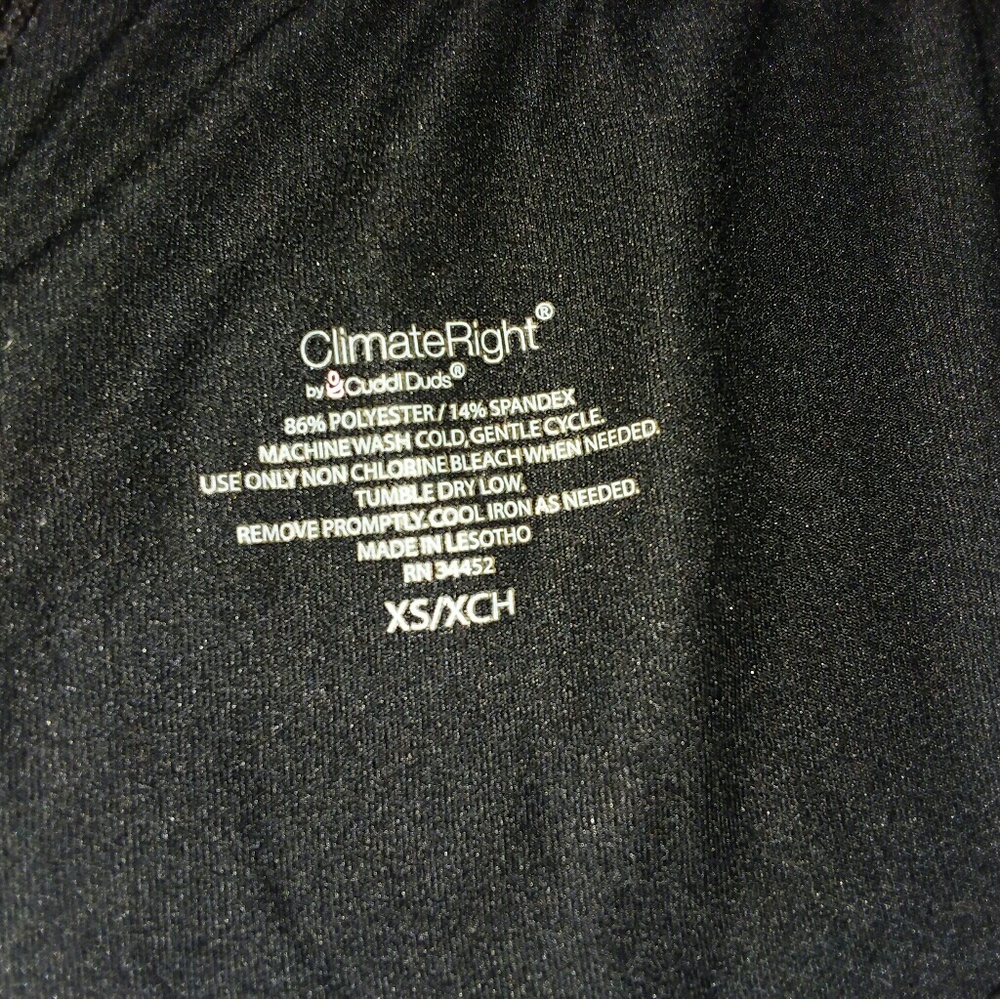 ClimateRight®
by Cuddl Duds®
86% POLYESTER / 14% SPANDEX
MACHINE WASH COLD, GENTLE CYCLE.
USE ONLY NON CHLORINE BLEACH WHEN NEEDED.
TUMBLE DRY LOW.
REMOVE PROMPTLY. COOL IRON AS NEEDED.
MADE IN LESOTHO
RN 34452
XS/XCH